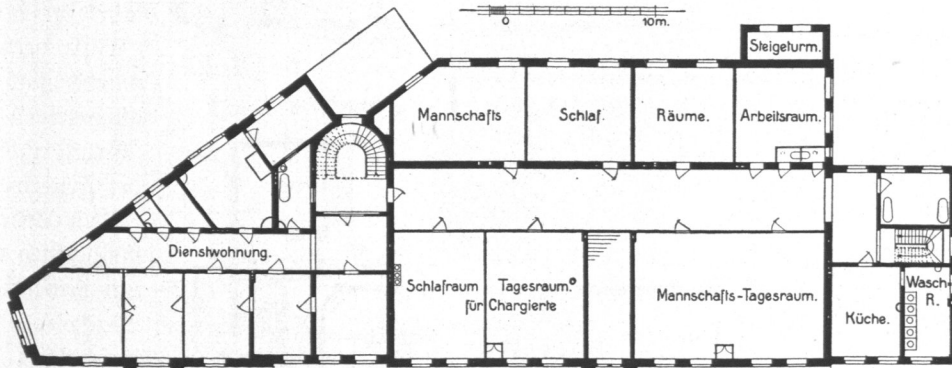 0 10m.
Steigeturm.
Mannschafts Schlaf. Räume. Arbeitsraum.
Dienstwohnung.
Schlafraum Tagesraum.
für Chargierte
Mannschafts-Tagesraum.
Küche.
Wasch-
R.